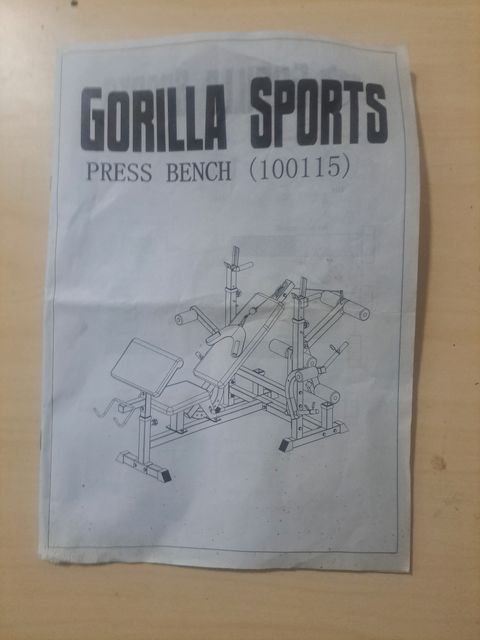 GORILLA SPORTS
PRESS BENCH (100115)